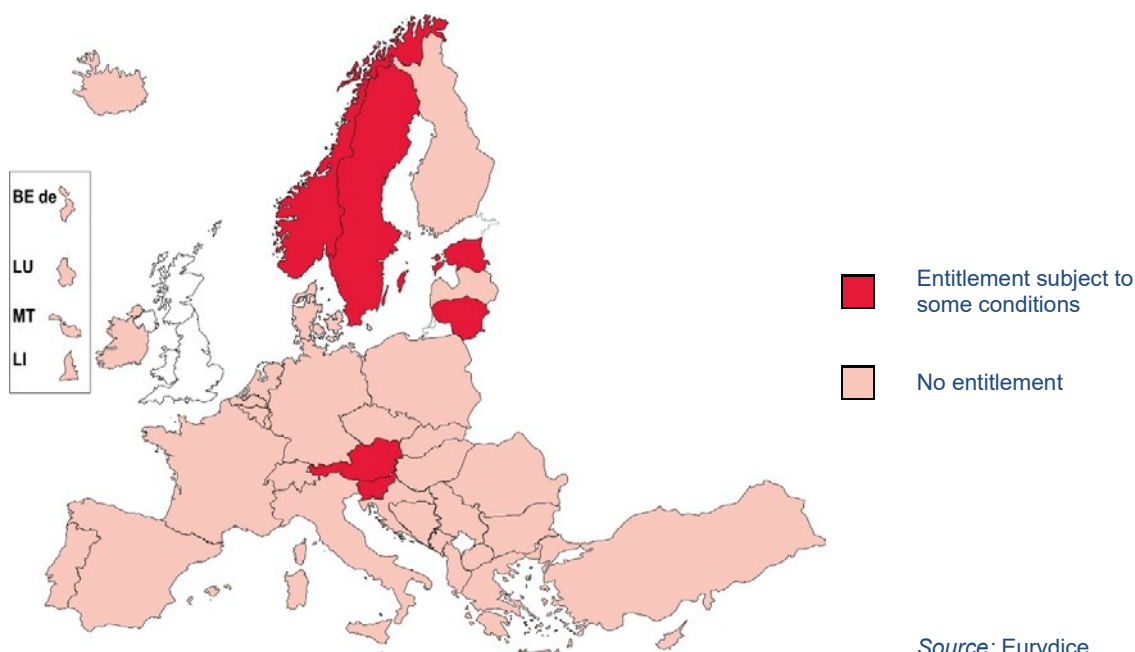 BE de
LU
MT
LI
Entitlement subject to
some conditions
No entitlement
Source: Eurydice